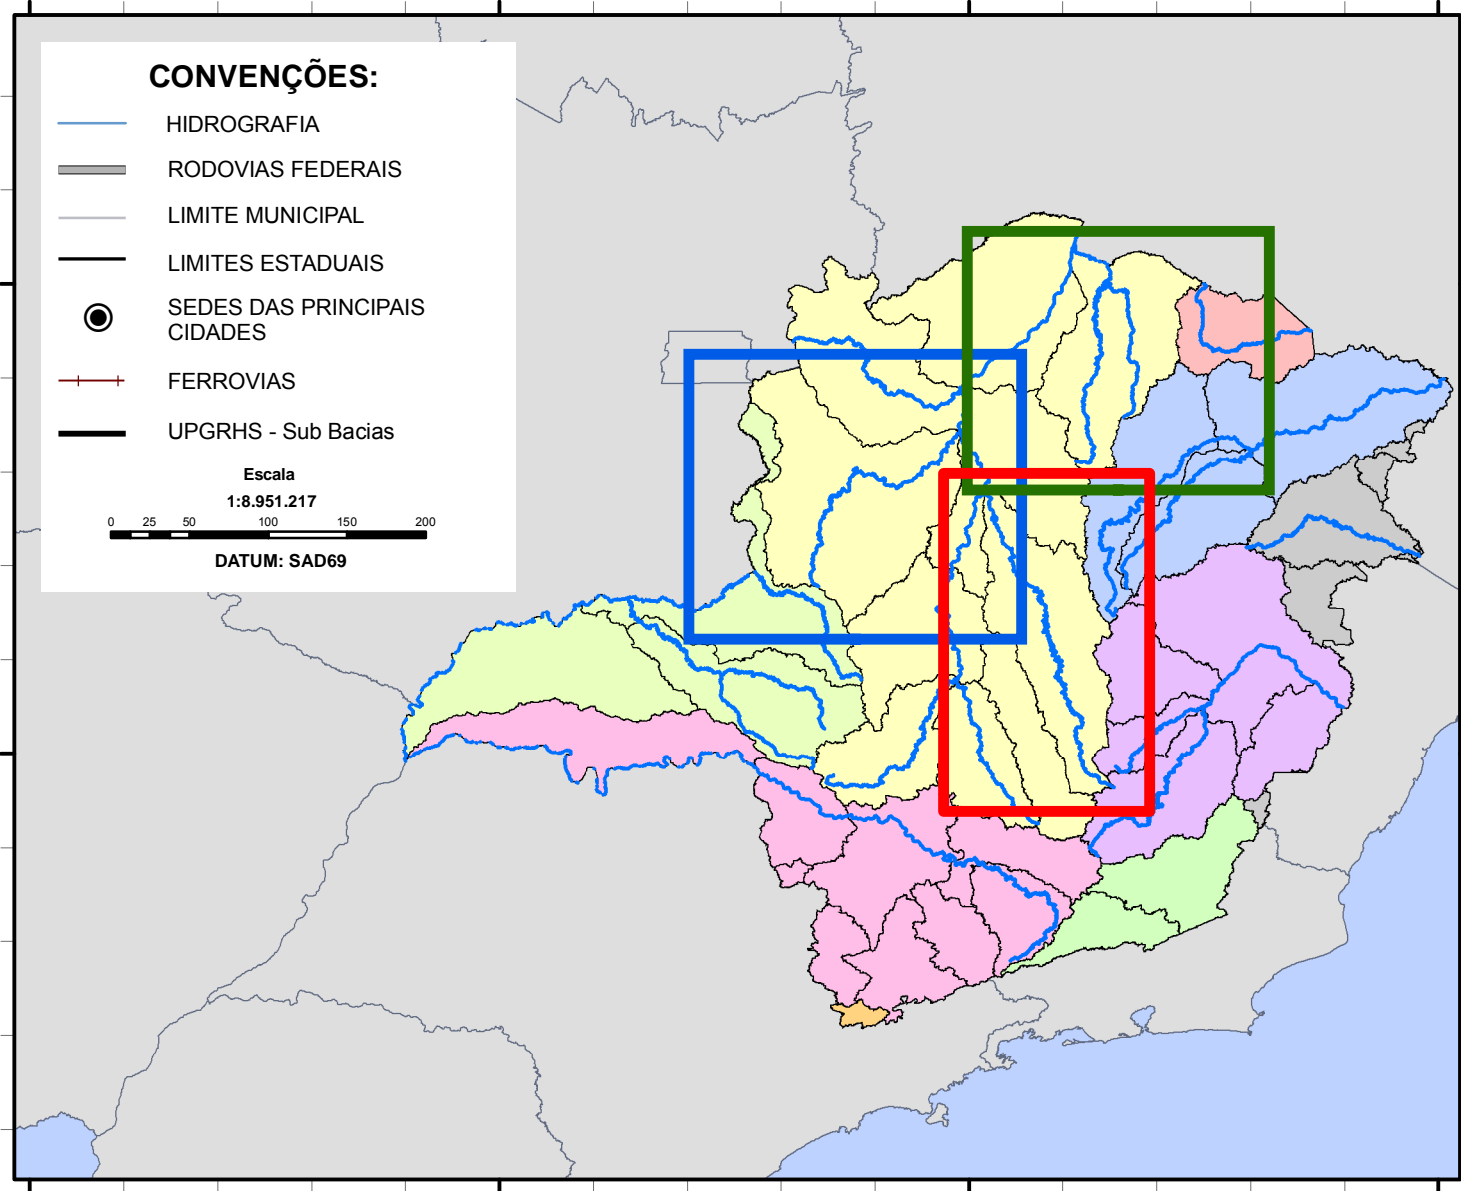 CONVENÇÕES:
HIDROGRAFIA
RODOVIAS FEDERAIS
LIMITE MUNICIPAL
LIMITES ESTADUAIS
SEDES DAS PRINCIPAIS
CIDADES
FERROVIAS
UPGRHS - Sub Bacias
Escala
1:8.951.217
0 25 50 100 150 200
DATUM: SAD69